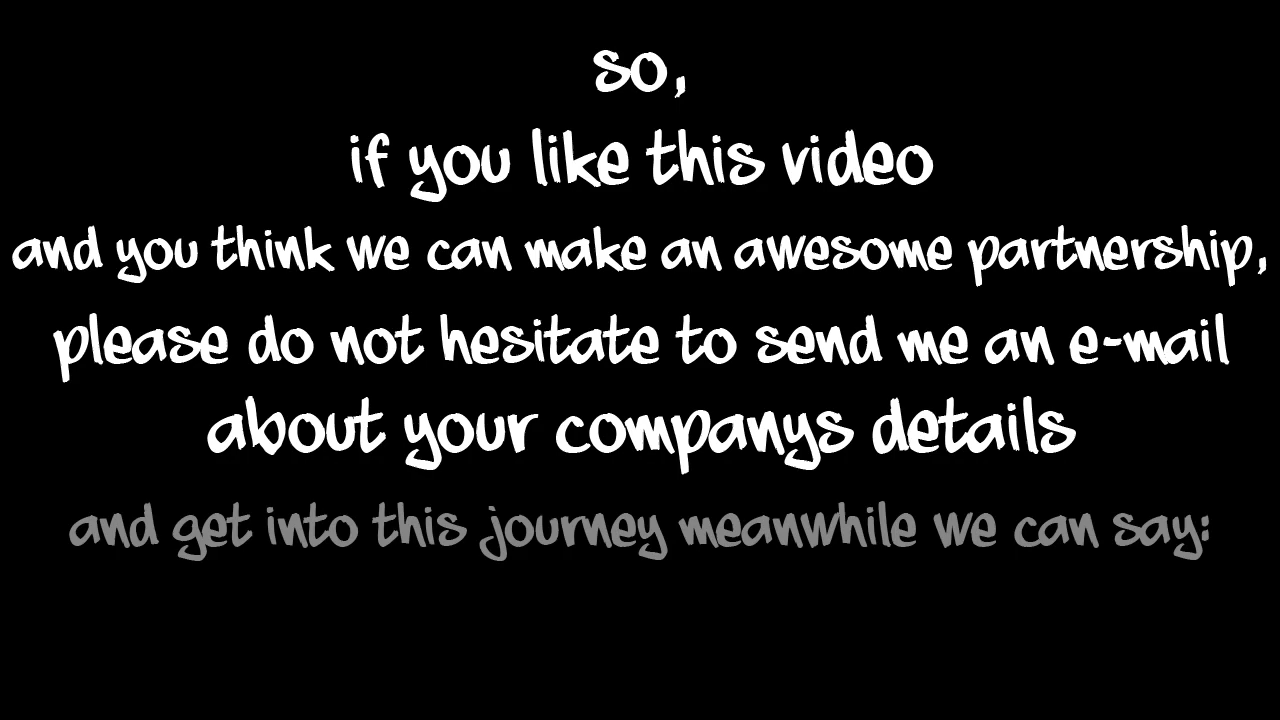 so,
if you like this video
and you think we can make an awesome partnership,
please do not hesitate to send me an e-mail
about your companys details
and get into this journey meanwhile we can say: